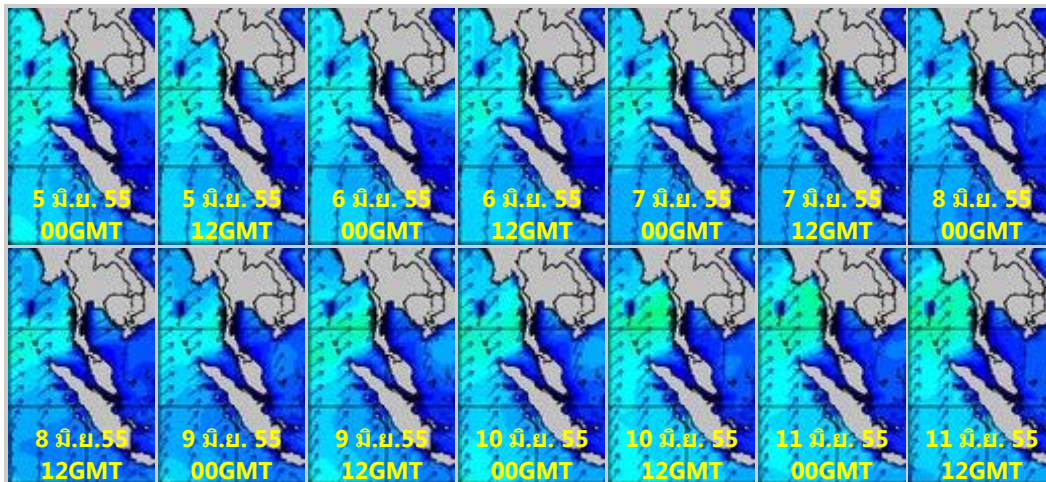 5 มิ.ย. 55
00GMT
5 มิ.ย. 55
12GMT
6 มิ.ย. 55
00GMT
6 มิ.ย. 55
12GMT
7 มิ.ย. 55
00GMT
7 มิ.ย. 55
12GMT
8 มิ.ย. 55
00GMT
8 มิ.ย.55
12GMT
9 มิ.ย. 55
00GMT
9 มิ.ย. 55
12GMT
10 มิ.ย. 55
00GMT
10 มิ.ย. 55
12GMT
11 มิ.ย. 55
00GMT
11 มิ.ย. 55
12GMT